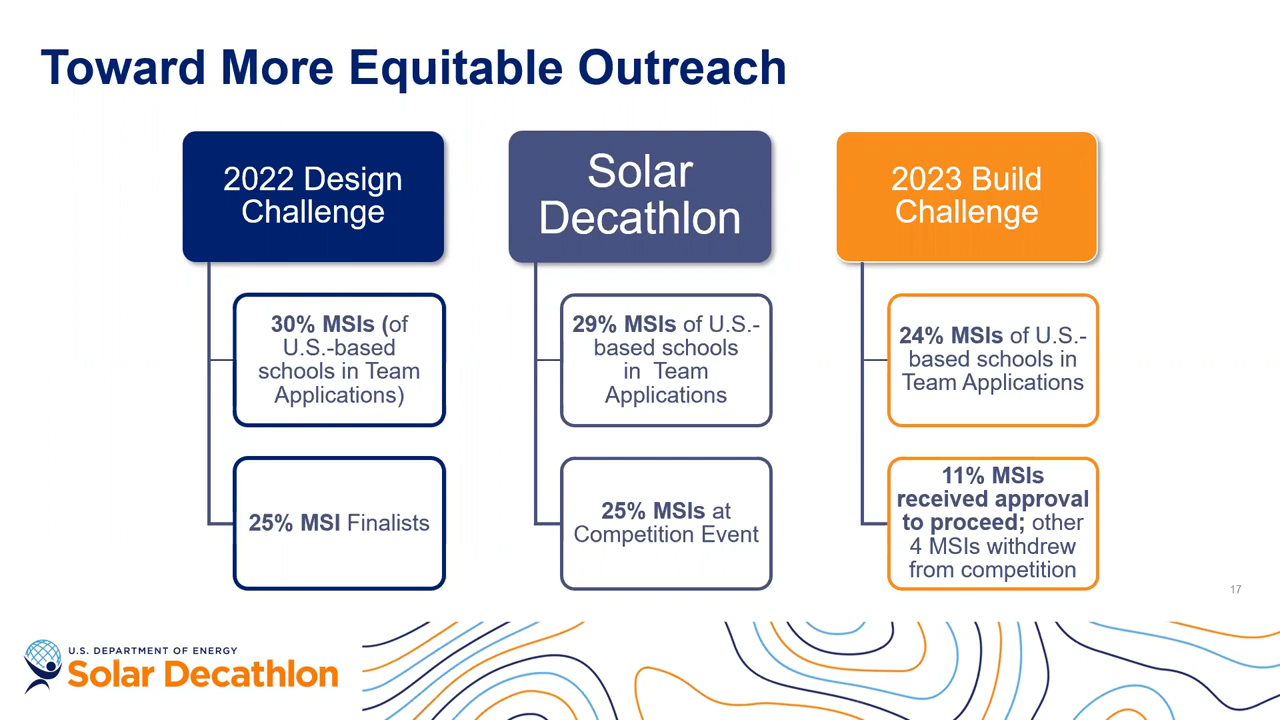 Toward More Equitable Outreach
2022 Design
Challenge
30% MSIs (of
U.S.-based
schools in Team
Applications)
25% MSI Finalists
Solar
Decathlon
29% MSIs of U.S.-
based schools
in  Team
Applications
25% MSIs at
Competition Event
2023 Build
Challenge
24% MSIs of U.S.-
based schools in
Team Applications
11% MSIs
received approval
to proceed; other
4 MSIs withdrew
from competition
17
U.S. DEPARTMENT OF ENERGY
Solar Decathlon